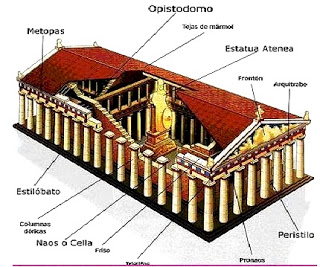 Opistodomo
Tejas de mármol
Metopas
Estatua Atenea
Frontón
Arquitrabe
Estilóbato
Columnas
dóricas
Naos o Cella
Friso
Pronaos
Peristilo